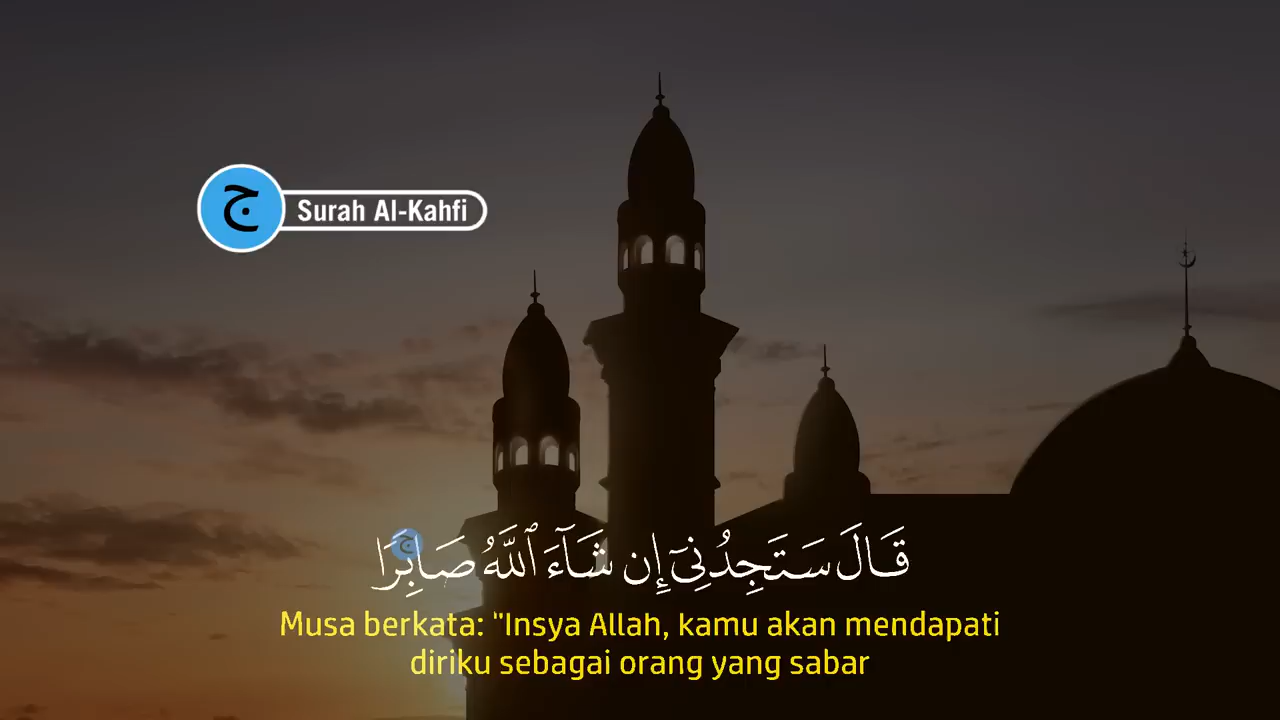 ج
Surah Al-Kahfi
قَالَ سَتَجِدُنِىٓ إِن شَآءَ ٱللَّهُ صَابِرًا
Musa berkata: "Insya Allah, kamu akan mendapati
diriku sebagai orang yang sabar